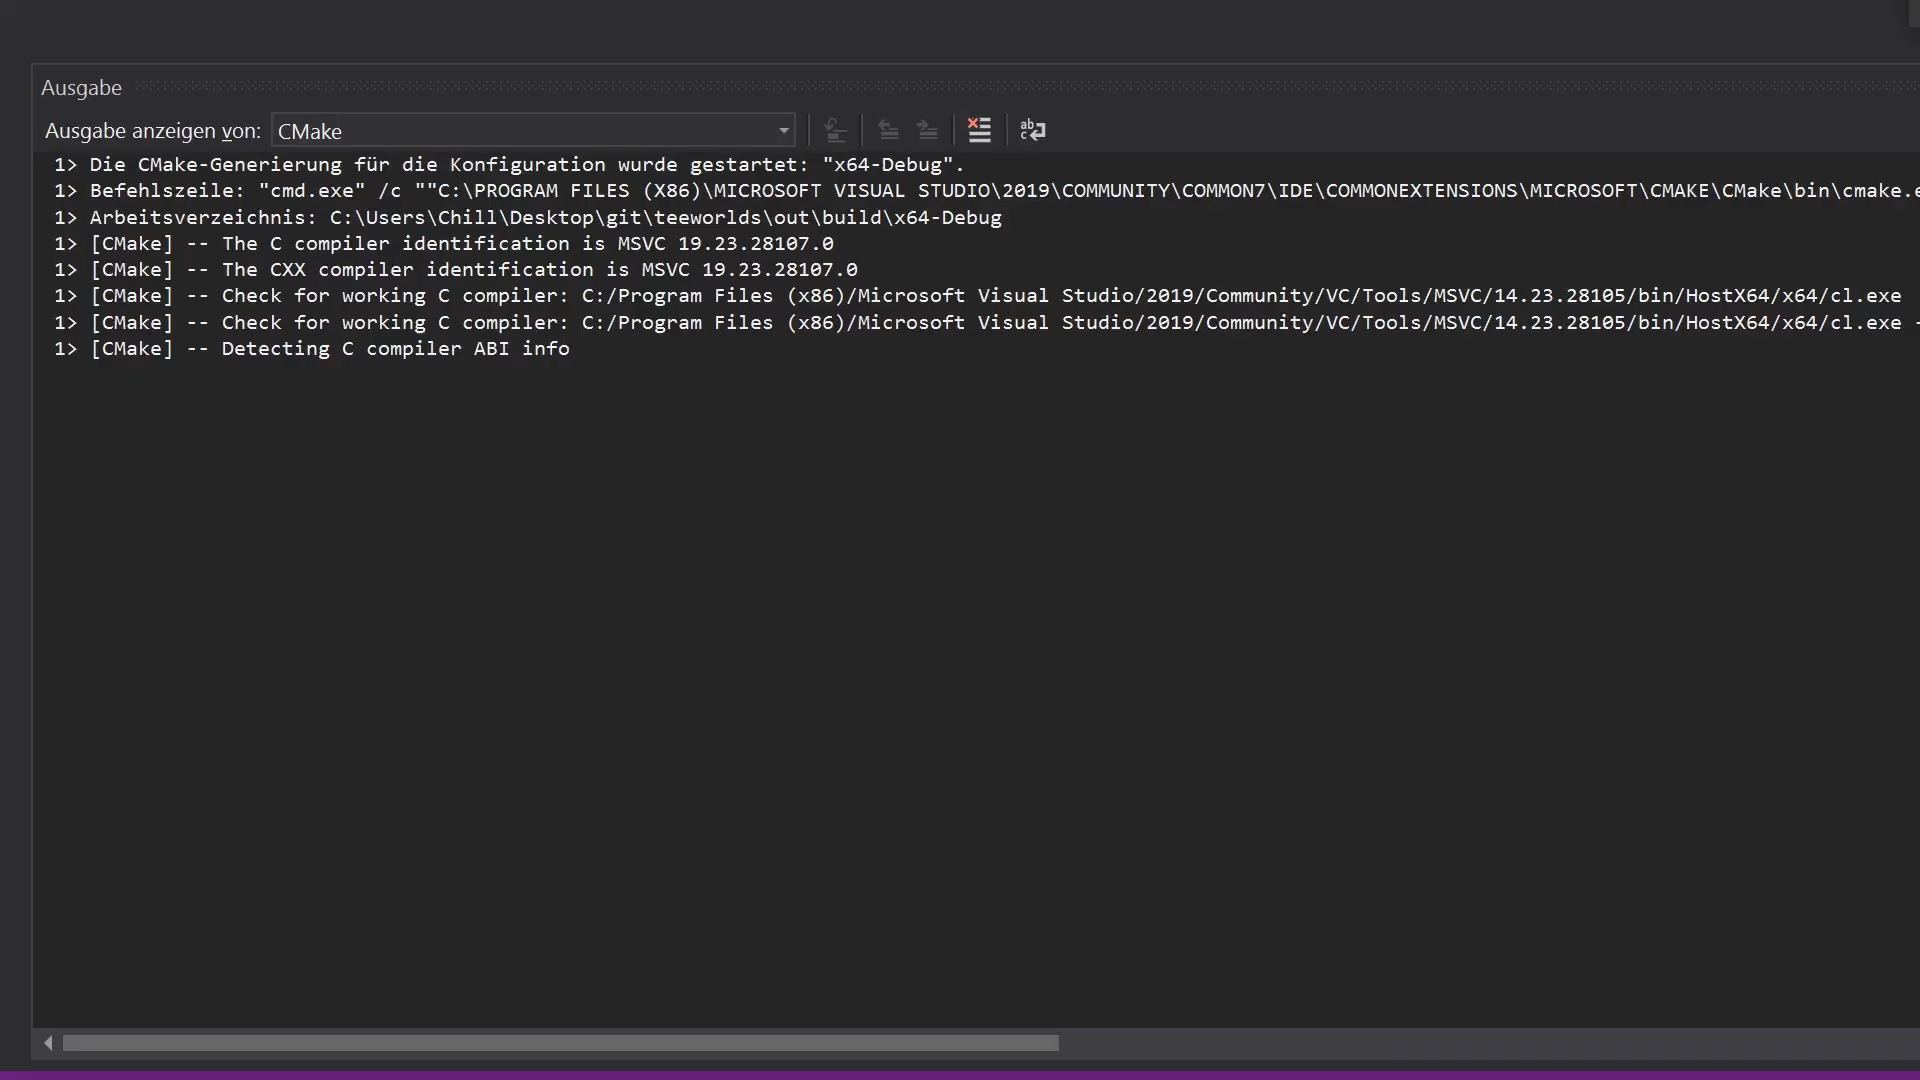 Ausgabe
Ausgabe anzeigen von: CMake
1> Die CMake-Generierung für die Konfiguration wurde gestartet: "x64-Debug".
1> Befehlszeile: "cmd.exe" /c ""C:\PROGRAM FILES (X86)\MICROSOFT VISUAL STUDIO\2019\COMMUNITY\COMMON7\IDE\COMMONEXTENSIONS\MICROSOFT\CMAKE\CMake\bin\cmake.e
1> Arbeitsverzeichnis: C:\Users\Chill\Desktop\git\teeworlds\out\build\x64-Debug
1> [CMake] -- The C compiler identification is MSVC 19.23.28107.0
1> [CMake] -- The CXX compiler identification is MSVC 19.23.28107.0
1> [CMake] -- Check for working C compiler: C:/Program Files (x86)/Microsoft Visual Studio/2019/Community/VC/Tools/MSVC/14.23.28105/bin/HostX64/x64/cl.exe
1> [CMake] -- Check for working C compiler: C:/Program Files (x86)/Microsoft Visual Studio/2019/Community/VC/Tools/MSVC/14.23.28105/bin/HostX64/x64/cl.exe -
1> [CMake] -- Detecting C compiler ABI info